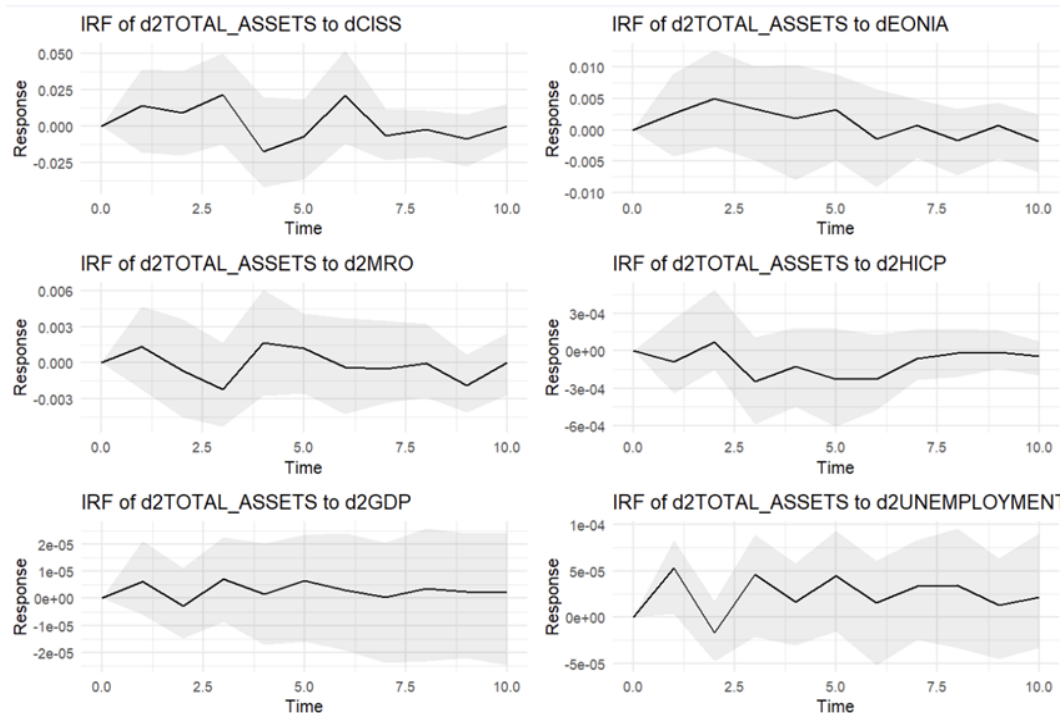 IRF of d2TOTAL_ASSETS to dCISS
0.050
0.025
0.000
-0.025
Response
0.0 2.5 5.0 7.5 10.0
Time
IRF of d2TOTAL_ASSETS to dEONIA
0.010
0.005
0.000
-0.005
-0.010
Response
0.0 2.5 5.0 7.5 10.0
Time
IRF of d2TOTAL_ASSETS to d2MRO
0.006
0.003
0.000
-0.003
Response
0.0 2.5 5.0 7.5 10.0
Time
IRF of d2TOTAL_ASSETS to d2HICP
3e-04
0e+00
-3e-04
-6e-04
Response
0.0 2.5 5.0 7.5 10.0
Time
IRF of d2TOTAL_ASSETS to d2GDP
2e-05
1e-05
0e+00
-1e-05
-2e-05
Response
0.0 2.5 5.0 7.5 10.0
Time
IRF of d2TOTAL_ASSETS to d2UNEMPLOYMENT
1e-04
5e-05
0e+00
-5e-05
Response
0.0 2.5 5.0 7.5 10.0
Time